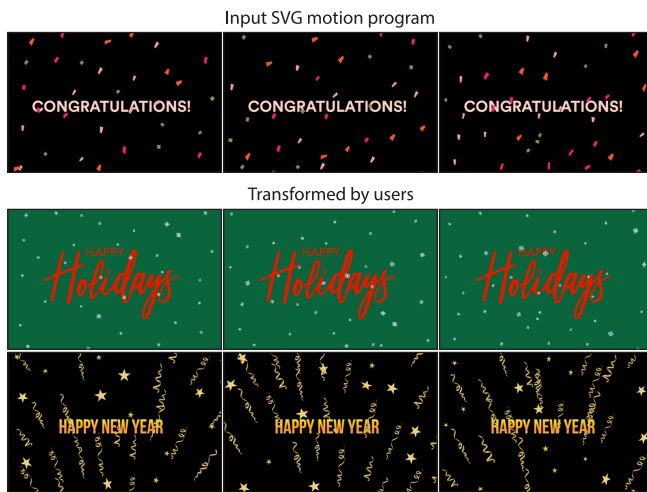 Input SVG motion program
CONGRATULATIONS! CONGRATULATIONS! CONGRATULATIONS!
Transformed by users
HAPPY HAPPY HAPPY
Holidays Holidays Holidays
HAPPY NEW YEAR HAPPY NEW YEAR HAPPY NEW YEAR